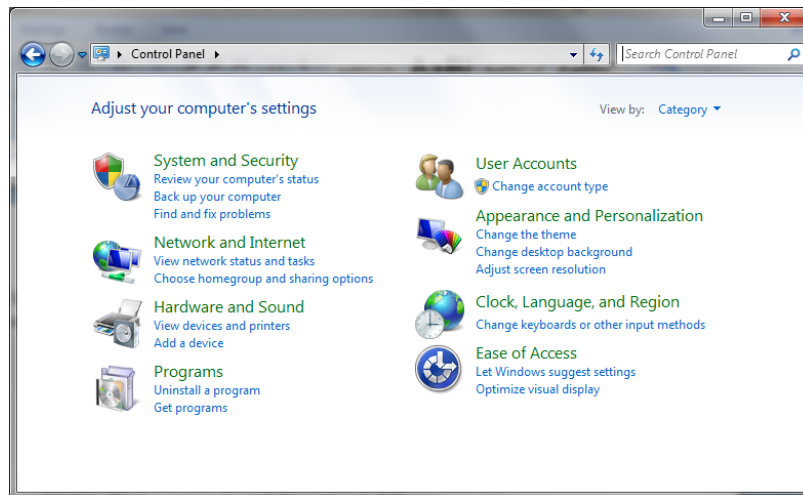 Control Panel
Search Control Panel
Adjust your computer's settings
View by: Category
System and Security
Review your computer's status
Back up your computer
Find and fix problems
Network and Internet
View network status and tasks
Choose homegroup and sharing options
Hardware and Sound
View devices and printers
Add a device
Programs
Uninstall a program
Get programs
User Accounts
Change account type
Appearance and Personalization
Change the theme
Change desktop background
Adjust screen resolution
Clock, Language, and Region
Change keyboards or other input methods
Ease of Access
Let Windows suggest settings
Optimize visual display